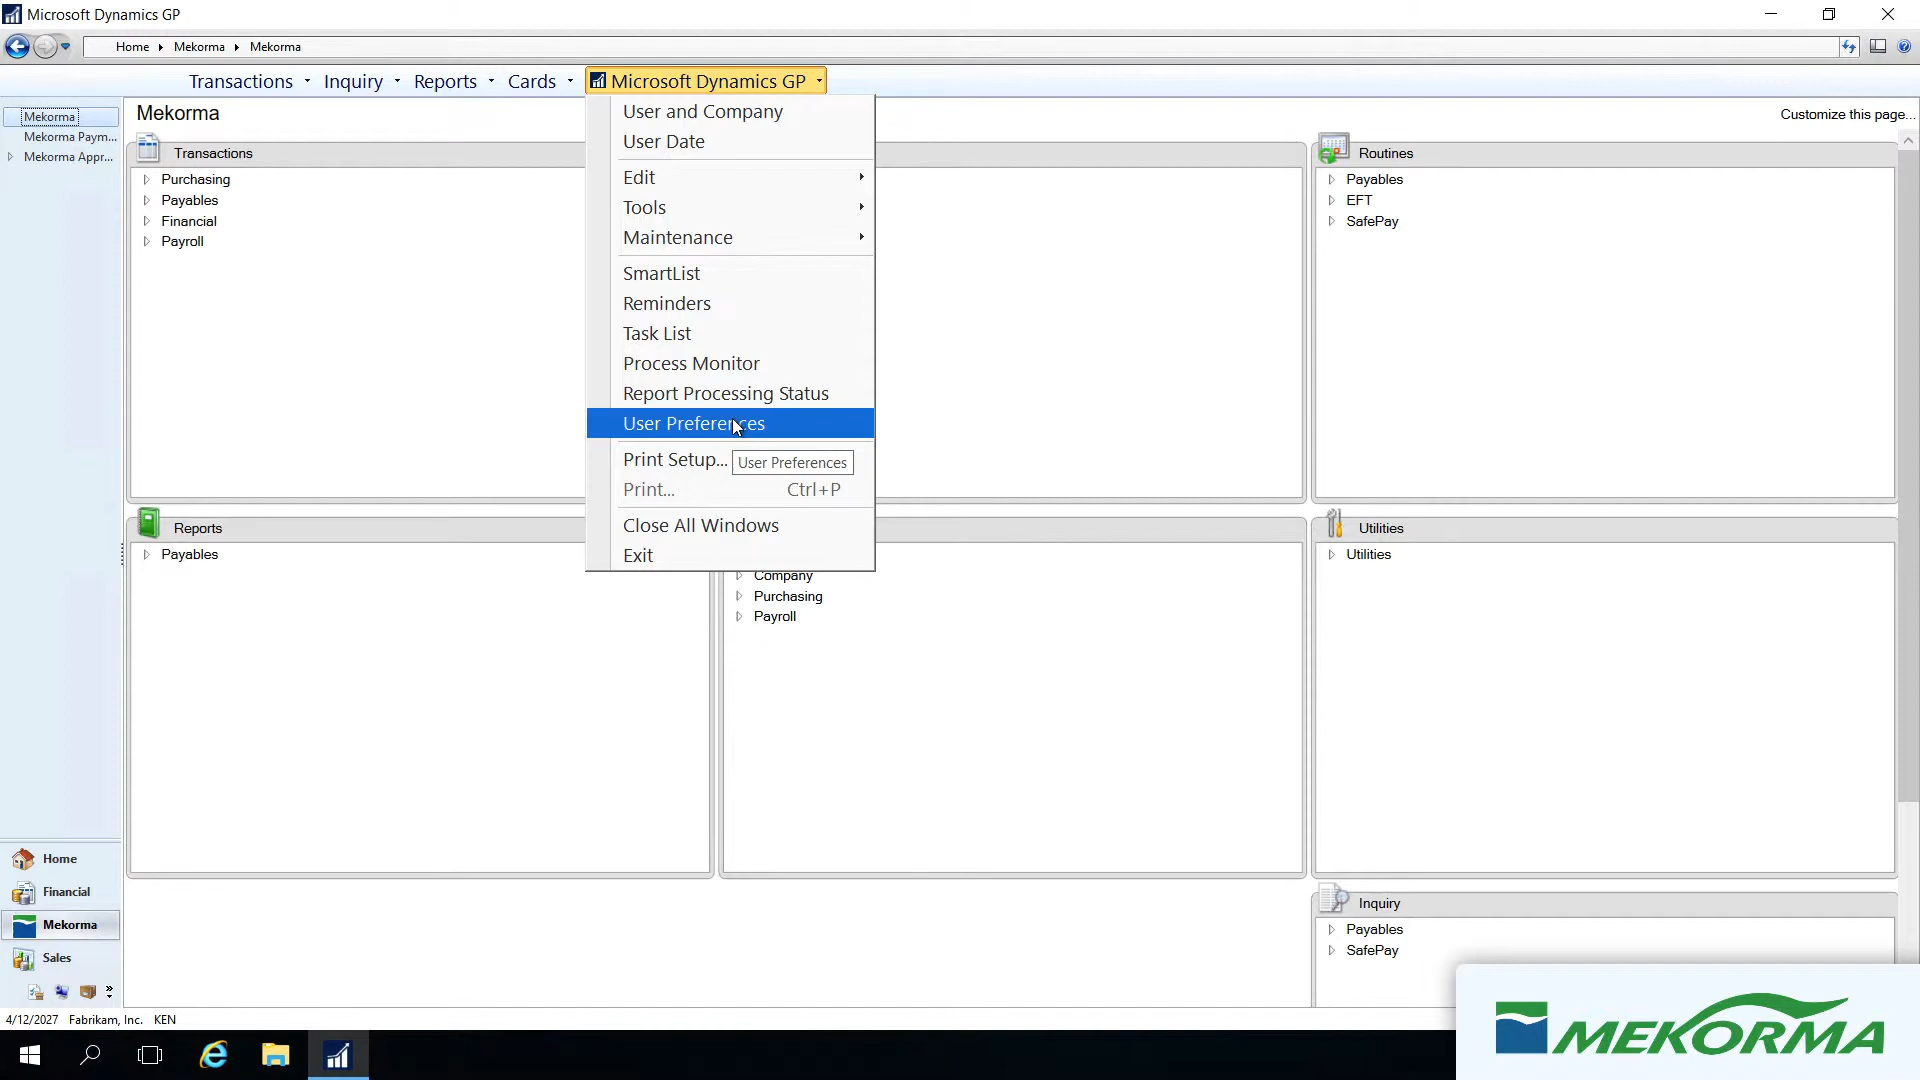 Microsoft Dynamics GP
Home Mekorma Mekorma
Transactions Inquiry Reports Cards Microsoft Dynamics GP
Mekorma
Mekorma Paym...
Mekorma Appr...
Mekorma
Customize this page...
Transactions
Purchasing
Payables
Financial
Payroll
User and Company
User Date
Edit
Tools
Maintenance
SmartList
Reminders
Task List
Process Monitor
Report Processing Status
User Preferences
Print Setup...
User Preferences
Print... Ctrl+P
Close All Windows
Exit
Routines
Payables
EFT
SafePay
Reports
Payables
Company
Purchasing
Payroll
Utilities
Utilities
Inquiry
Payables
SafePay
Home
Financial
Mekorma
Sales
4/12/2027 Fabrikam, Inc. KEN
MEKORMA